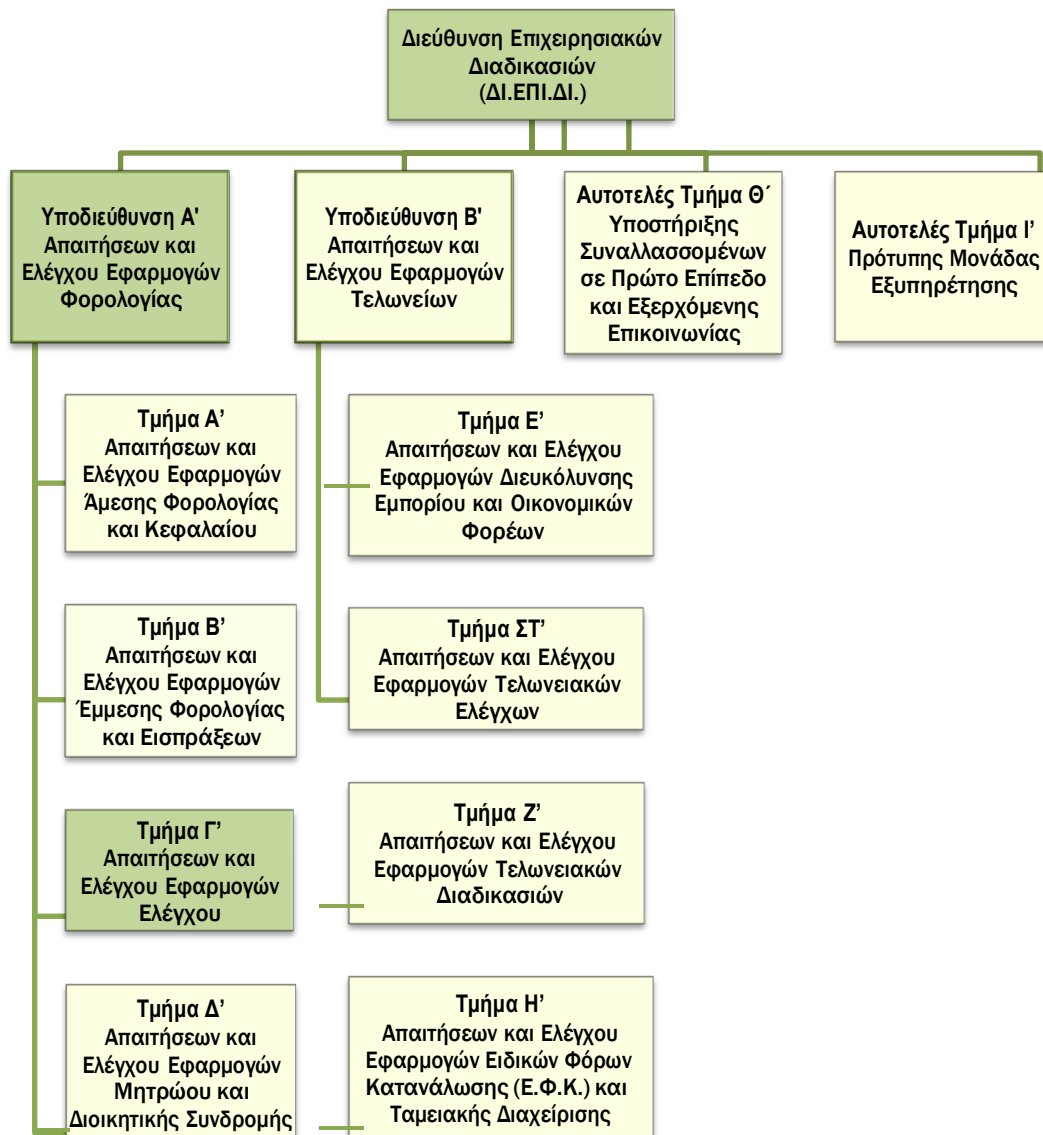 Διεύθυνση Επιχειρησιακών
Διαδικασιών
(ΔΙ.ΕΠΙ.ΔΙ.)
Υποδιεύθυνση Α'
Απαιτήσεων και
Ελέγχου Εφαρμογών
Φορολογίας
Υποδιεύθυνση Β'
Απαιτήσεων και
Ελέγχου Εφαρμογών
Τελωνείων
Αυτοτελές Τμήμα Θ΄
Υποστήριξης
Συναλλασσομένων
σε Πρώτο Επίπεδο
και Εξερχόμενης
Επικοινωνίας
Αυτοτελές Τμήμα Ι’
Πρότυπης Μονάδας
Εξυπηρέτησης
Τμήμα Α’
Απαιτήσεων και
Ελέγχου Εφαρμογών
Άμεσης Φορολογίας
και Κεφαλαίου
Τμήμα Β’
Απαιτήσεων και
Ελέγχου Εφαρμογών
Έμμεσης Φορολογίας
και Εισπράξεων
Τμήμα Γ’
Απαιτήσεων και
Ελέγχου Εφαρμογών
Ελέγχου
Τμήμα Δ’
Απαιτήσεων και
Ελέγχου Εφαρμογών
Μητρώου και
Διοικητικής Συνδρομής
Τμήμα Ε’
Απαιτήσεων και Ελέγχου
Εφαρμογών Διευκόλυνσης
Εμπορίου και Οικονομικών
Φορέων
Τμήμα ΣΤ’
Απαιτήσεων και Ελέγχου
Εφαρμογών Τελωνειακών
Ελέγχων
Τμήμα Ζ’
Απαιτήσεων και Ελέγχου
Εφαρμογών Τελωνειακών
Διαδικασιών
Τμήμα Η’
Απαιτήσεων και Ελέγχου
Εφαρμογών Ειδικών Φόρων
Κατανάλωσης (Ε.Φ.Κ.) και
Ταμειακής Διαχείρισης